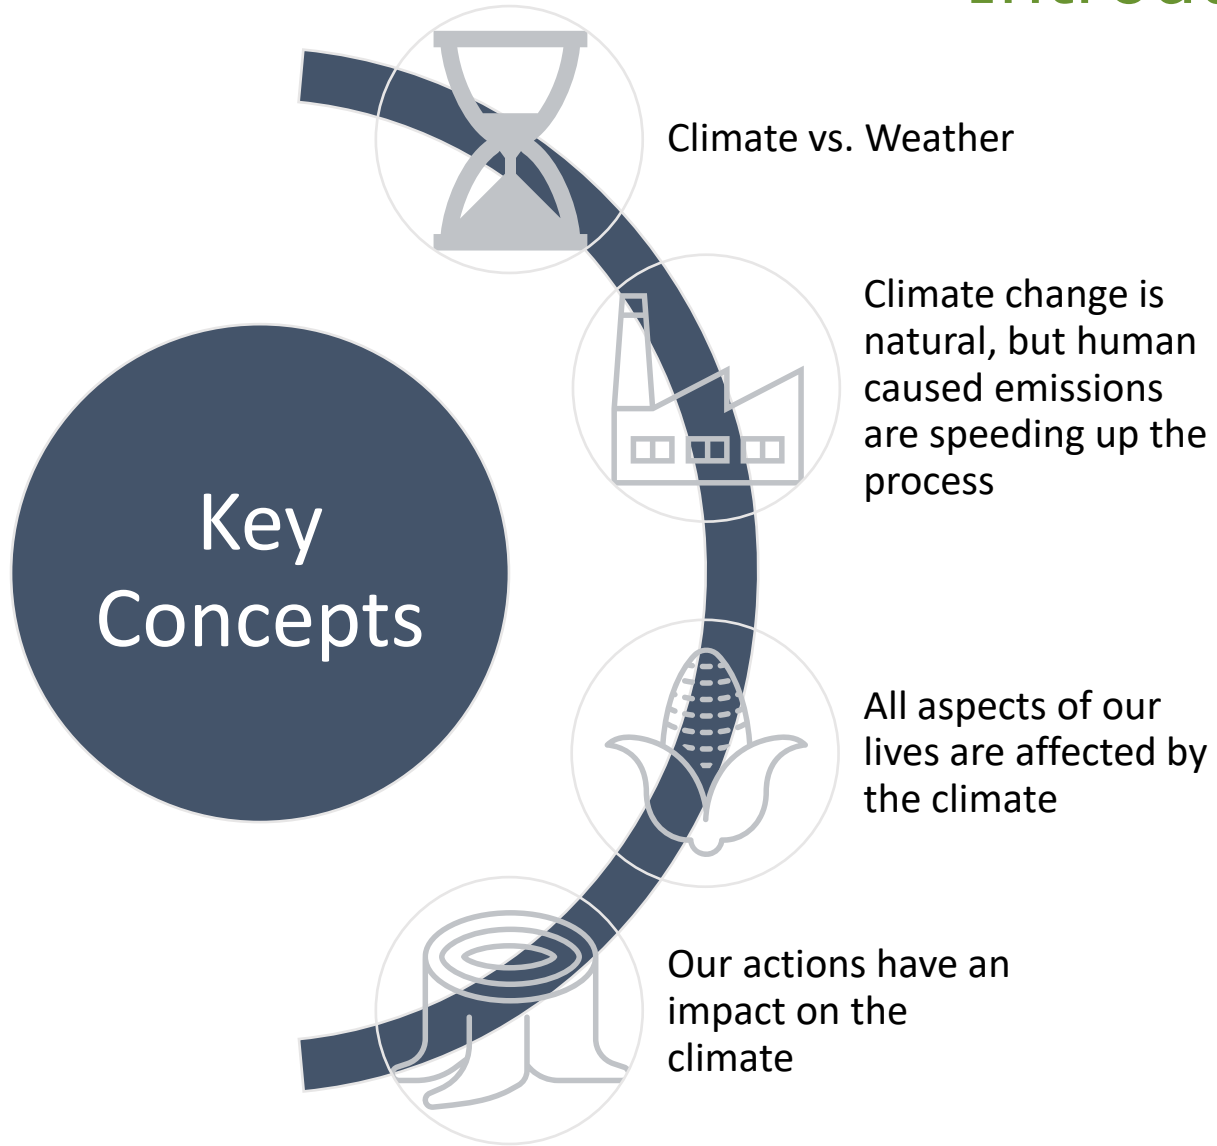 Climate vs. Weather
Climate change is
natural, but human
caused emissions
are speeding up the
process
Key
Concepts
All aspects of our
lives are affected by
the climate
Our actions have an
impact on the
climate